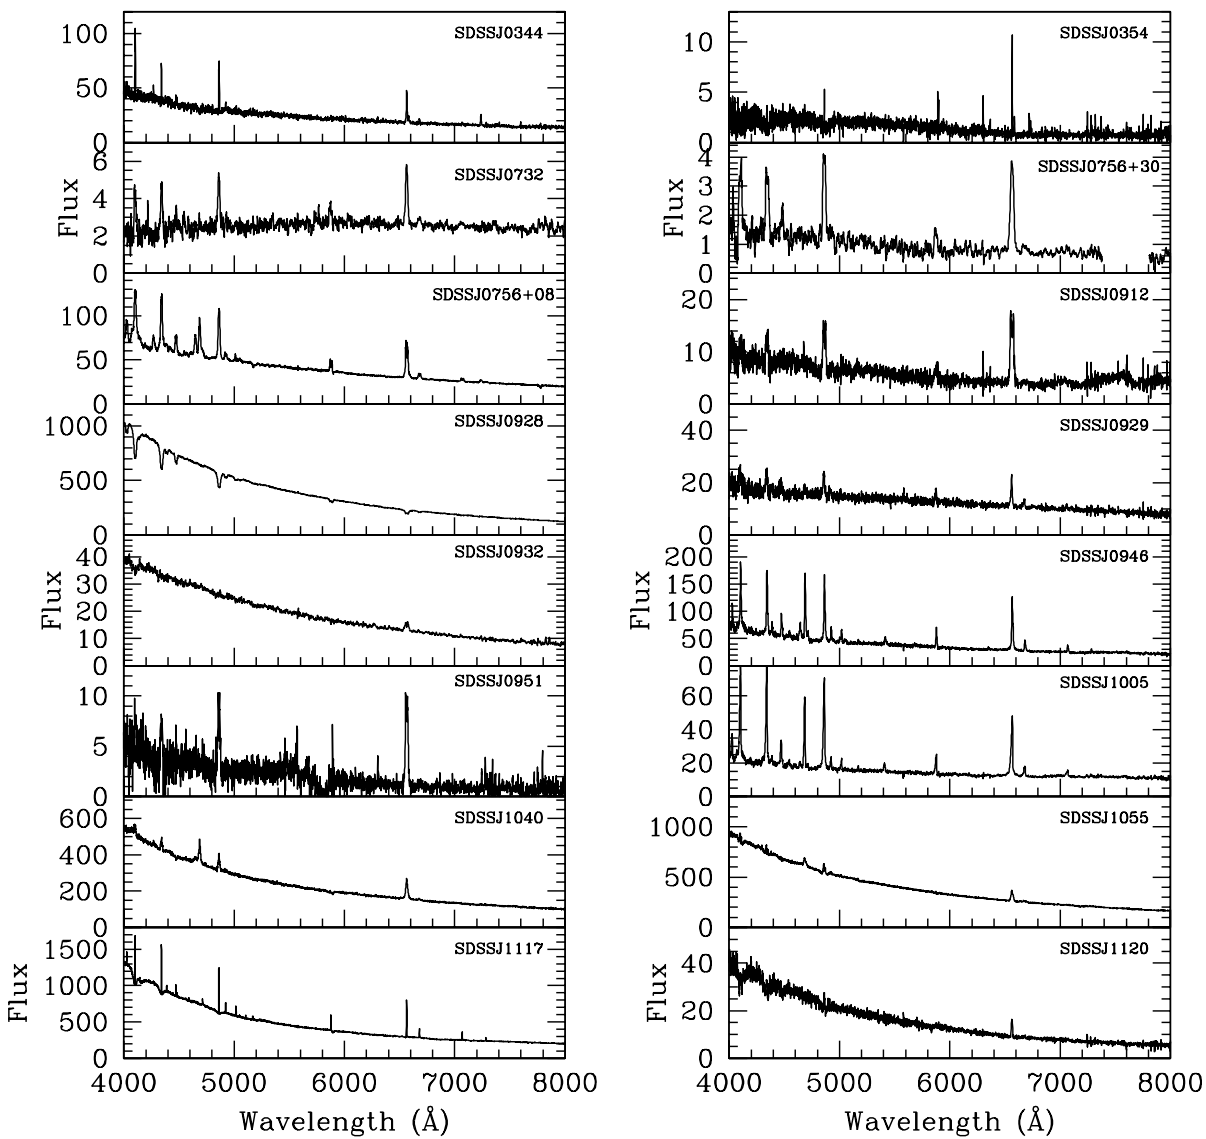 SDSSJ0344
100
50
0
SDSSJ0354
10
5
0
SDSSJ0732
Flux
6
4
2
0
SDSSJ0756+30
Flux
4
3
2
1
0
SDSSJ0756+08
100
50
0
SDSSJ0912
20
10
0
SDSSJ0928
1000
500
0
SDSSJ0929
40
20
0
SDSSJ0932
Flux
40
30
20
10
0
SDSSJ0946
Flux
200
150
100
50
0
SDSSJ0951
10
5
0
SDSSJ1005
60
40
20
0
SDSSJ1040
600
400
200
0
SDSSJ1055
1000
500
0
SDSSJ1117
Flux
1500
1000
500
0
SDSSJ1120
Flux
40
20
0
4000 5000 6000 7000 8000
4000 5000 6000 7000 8000
Wavelength (Å)
Wavelength (Å)